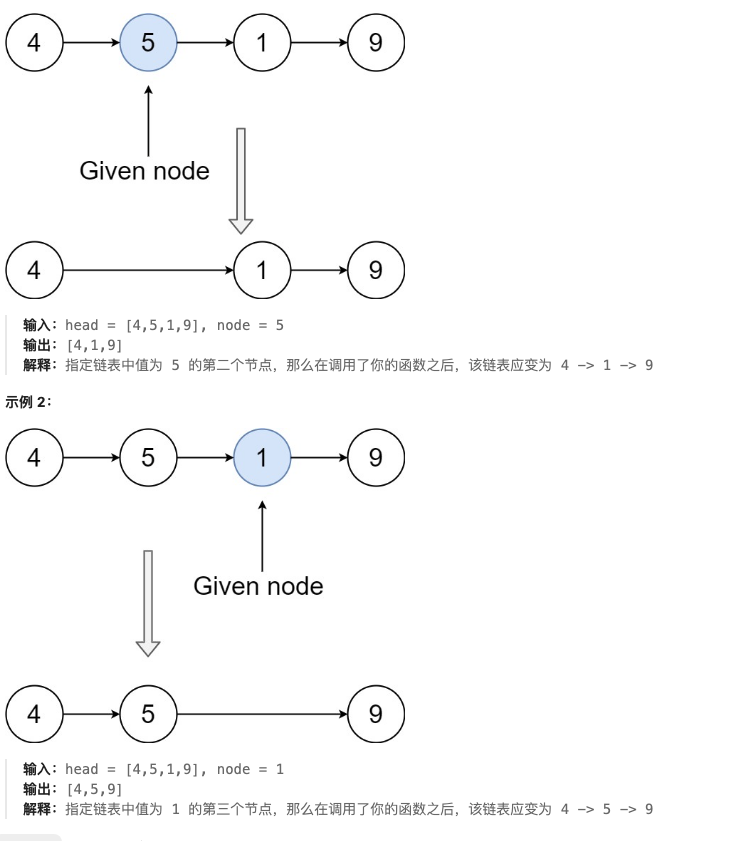 4 5 1 9
Given node
4 1 9
输入：head = [4,5,1,9], node = 5
输出：[4,1,9]
解释：指定链表中值为 5 的第二个节点，那么在调用了你的函数之后，该链表应变为 4 -> 1 -> 9
示例 2：
4 5 1 9
Given node
4 5 9
输入：head = [4,5,1,9], node = 1
输出：[4,5,9]
解释：指定链表中值为 1 的第三个节点，那么在调用了你的函数之后，该链表应变为 4 -> 5 -> 9